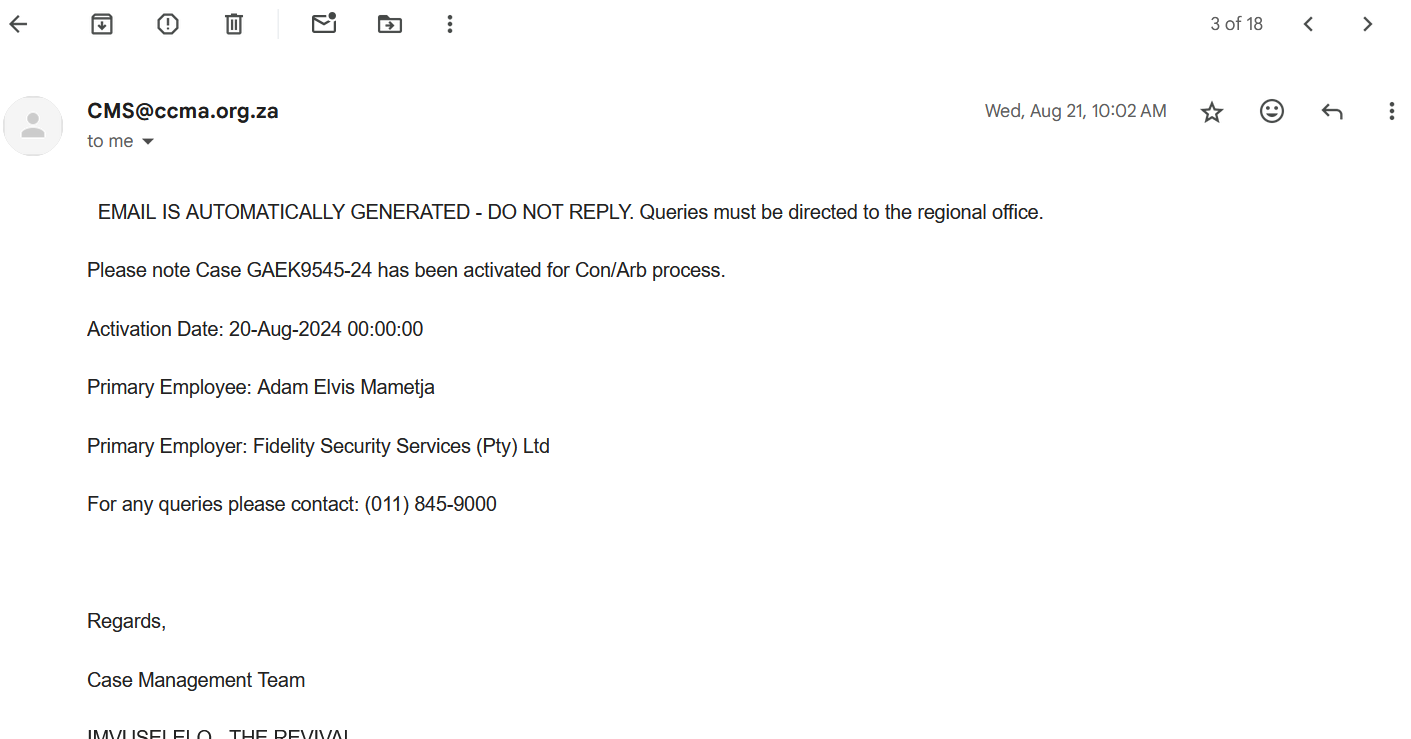 3 of 18
CMS@ccma.org.za
Wed, Aug 21, 10:02 AM
to me
EMAIL IS AUTOMATICALLY GENERATED - DO NOT REPLY. Queries must be directed to the regional office.
Please note Case GAEK9545-24 has been activated for Con/Arb process.
Activation Date: 20-Aug-2024 00:00:00
Primary Employee: Adam Elvis Mametja
Primary Employer: Fidelity Security Services (Pty) Ltd
For any queries please contact: (011) 845-9000
Regards,
Case Management Team
IMVUSELELO - THE REVIVAL